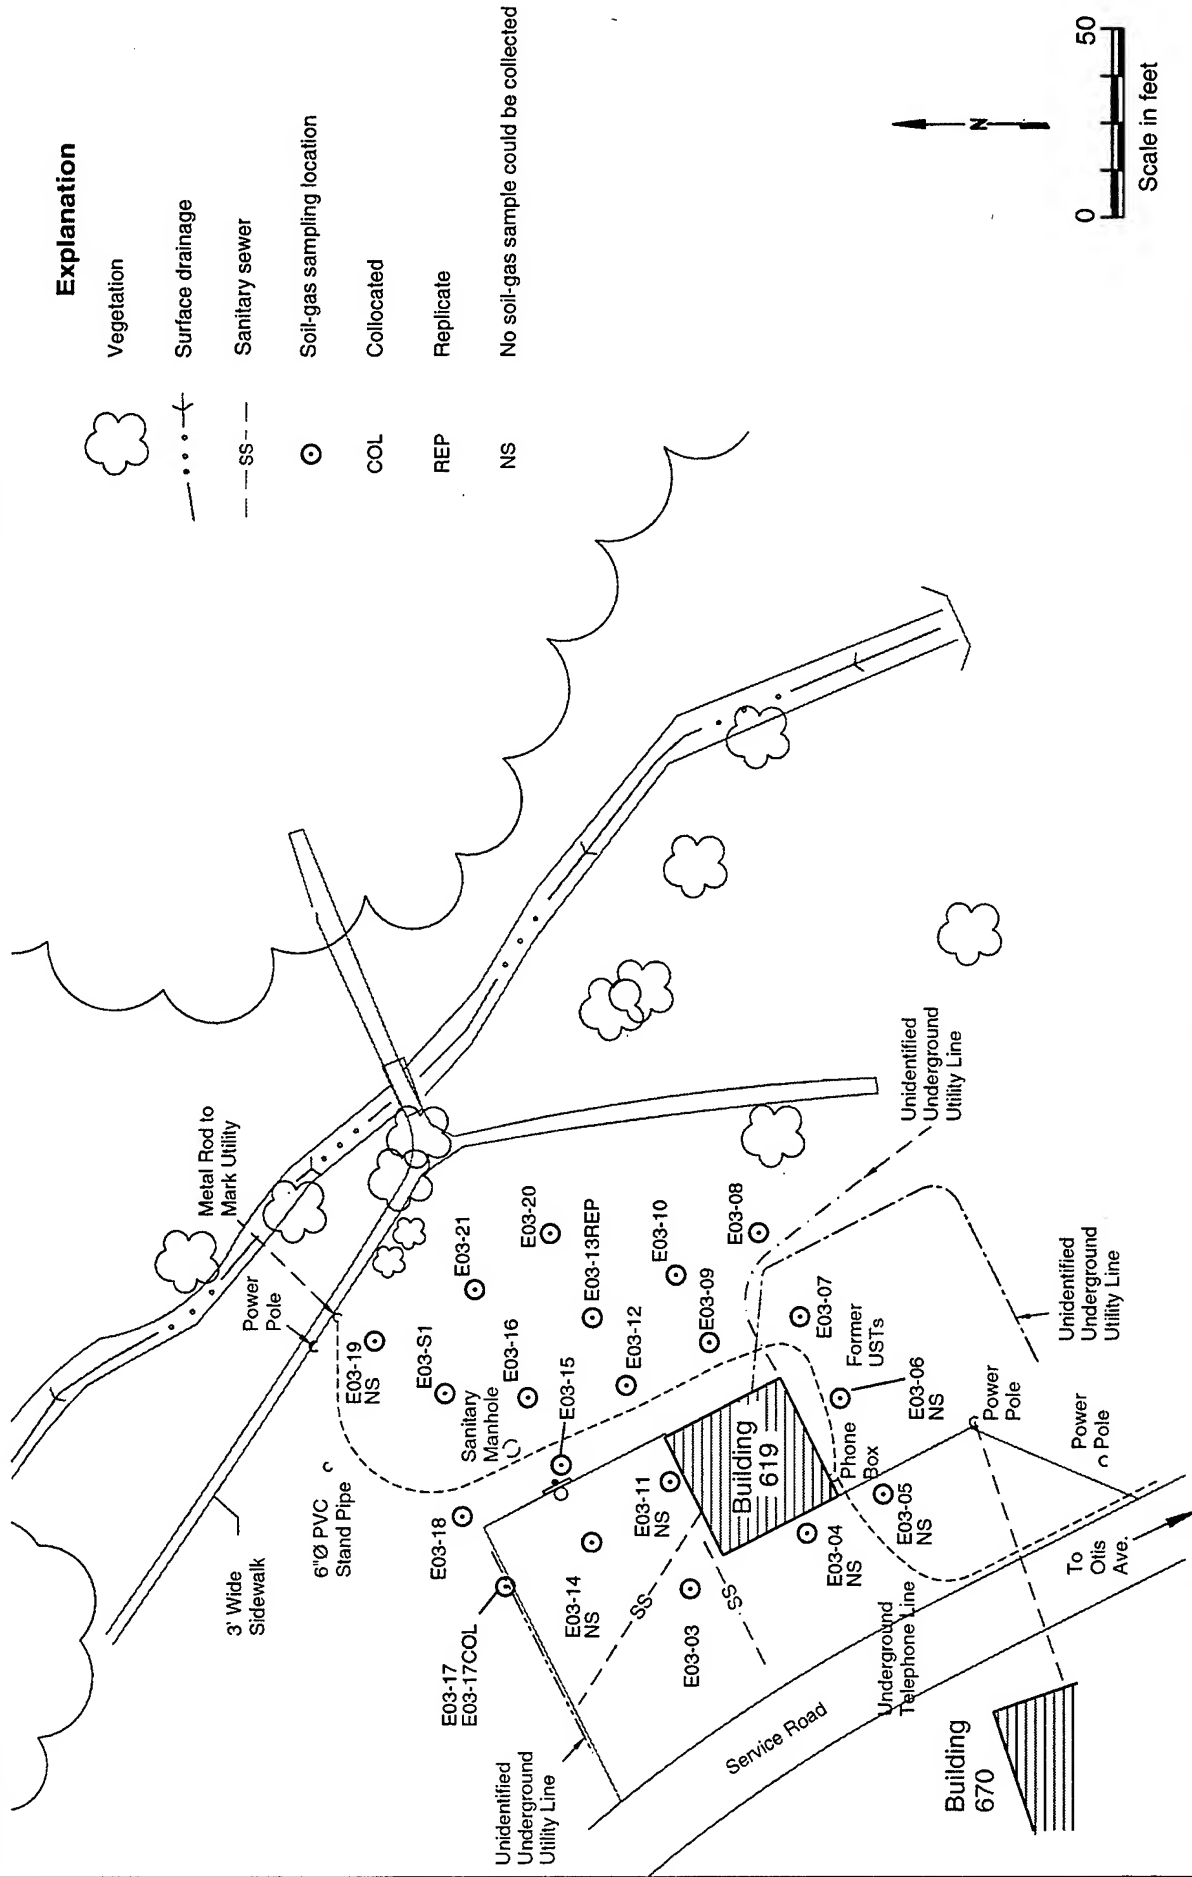 Explanation
Vegetation
Surface drainage
SS
Sanitary sewer
Soil-gas sampling location
COL
Collocated
REP
Replicate
NS
No soil-gas sample could be collected
N
0
50
Scale in feet
Metal Rod to
Mark Utility
Power
Pole
3' Wide
Sidewalk
6"Ø PVC
Stand Pipe
E03-19
NS
E03-21
E03-S1
E03-20
E03-16
Sanitary
Manhole
E03-13REP
E03-15
E03-12
E03-10
E03-18
E03-17
E03-17COL
E03-14
NS
E03-11
NS
E03-09
E03-08
E03-07
Former
USTs
E03-06
NS
Building
619
Phone
Box
E03-05
NS
E03-04
NS
E03-03
SS
SS
Unidentified
Underground
Utility Line
Unidentified
Underground
Utility Line
Unidentified
Underground
Utility Line
Power
Pole
Power
Pole
To
Otis
Ave.
Underground
Telephone Line
Service Road
Building
670